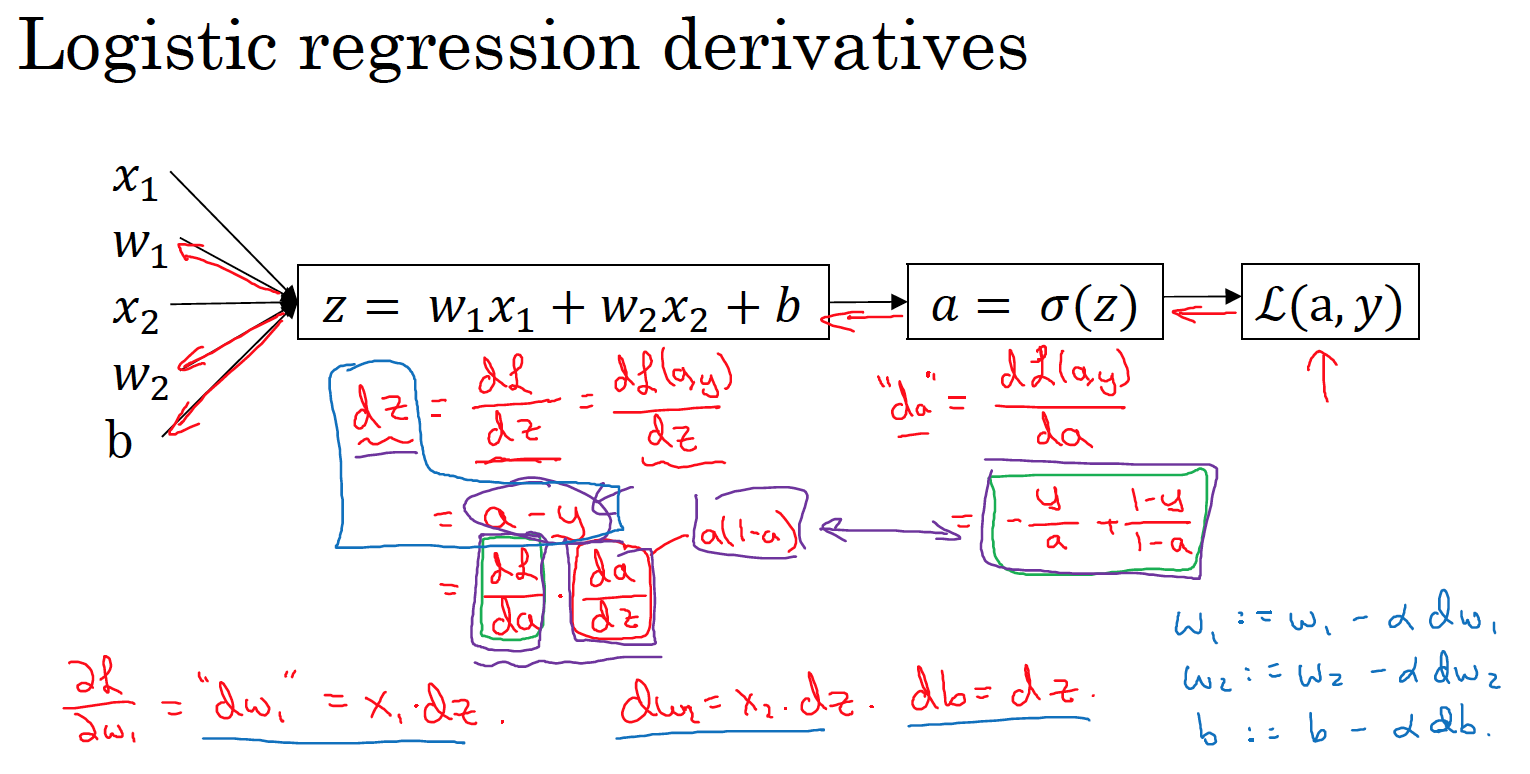 Logistic regression derivatives
x₁
w₁
x₂
w₂
b
z = w₁x₁ + w₂x₂ + b
a = σ(z)
ℒ(a, y)
dz = dℒ/dz = dℒ(a,y)/dz
"da" = dℒ(a,y)/da
= a - y
a(1-a)
= - y/a + 1-y/1-a
= dℒ/da · da/dz
∂ℒ/∂w₁ = "dw₁" = x₁·dz.
dw₂ = x₂·dz.
db = dz.
w₁ := w₁ - α dw₁
w₂ := w₂ - α dw₂
b := b - α db.